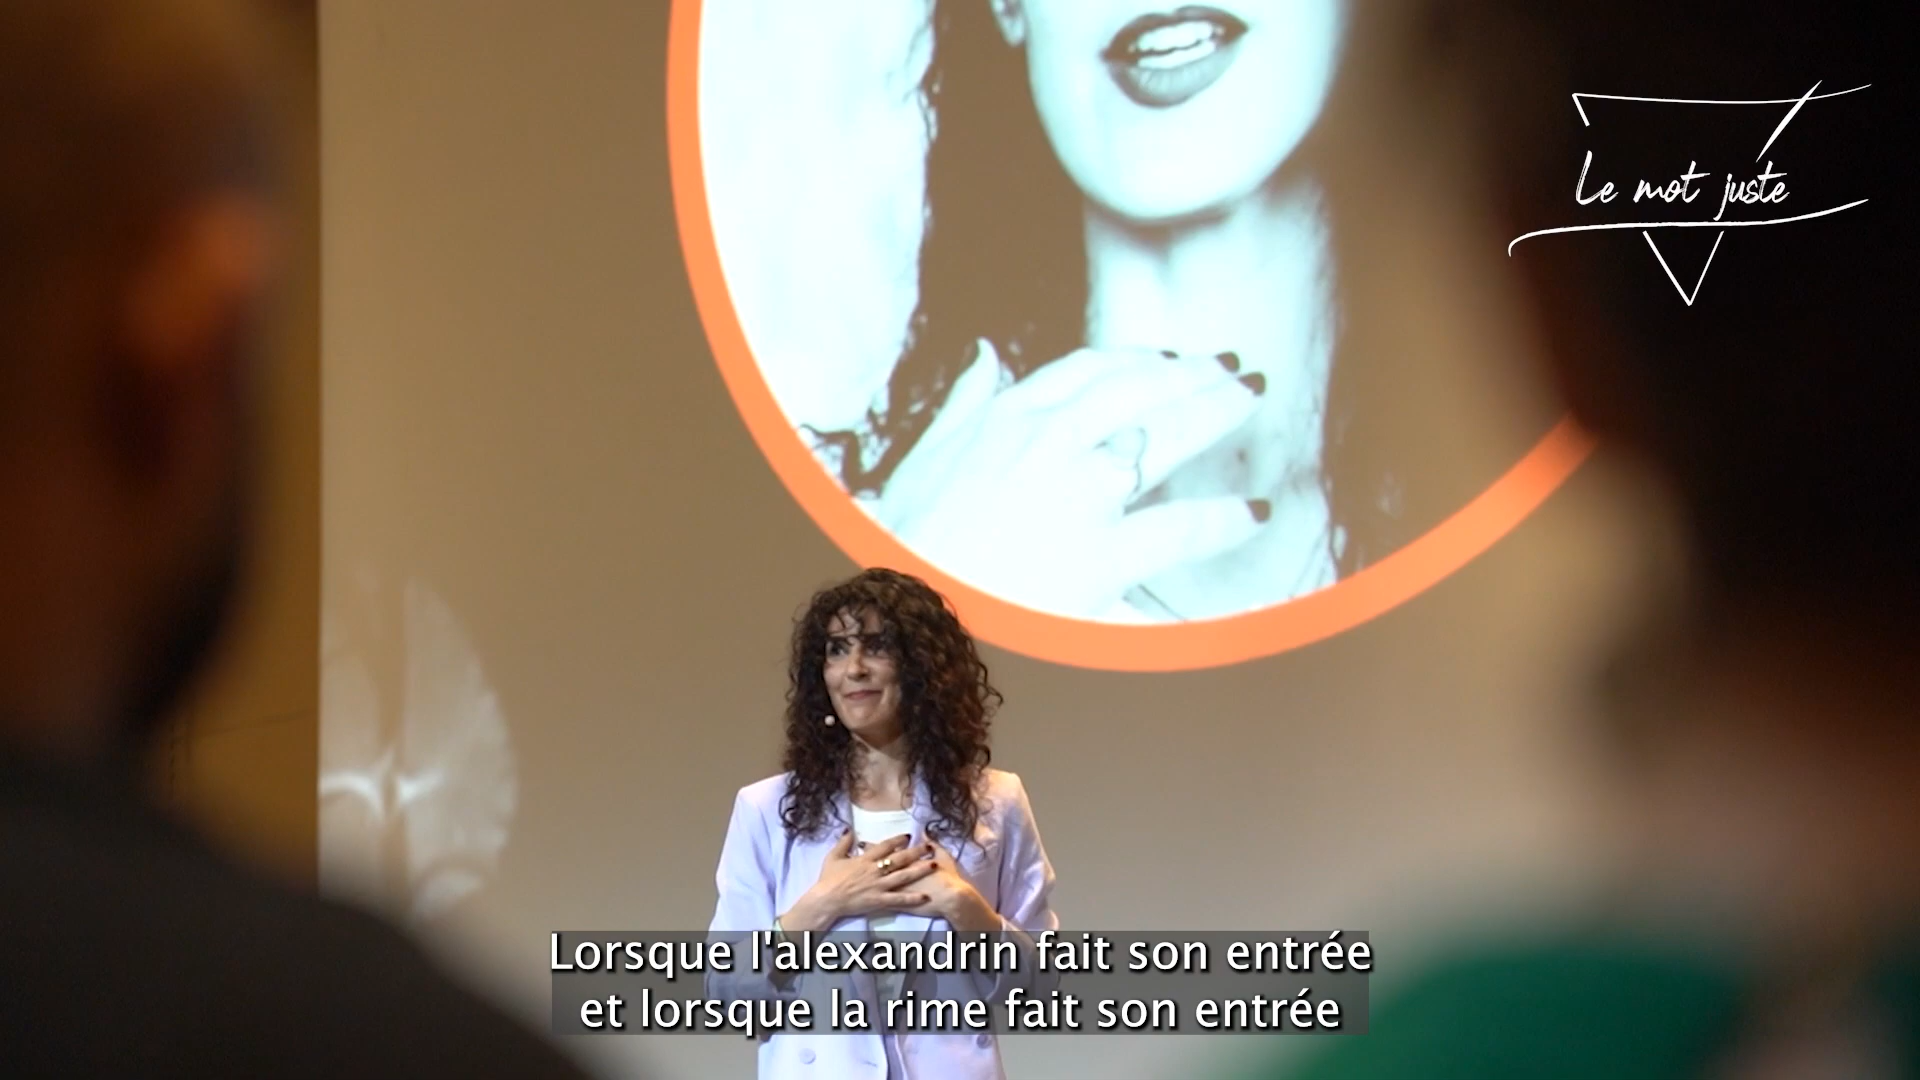 Le mot juste
Lorsque l'alexandrin fait son entrée
et lorsque la rime fait son entrée